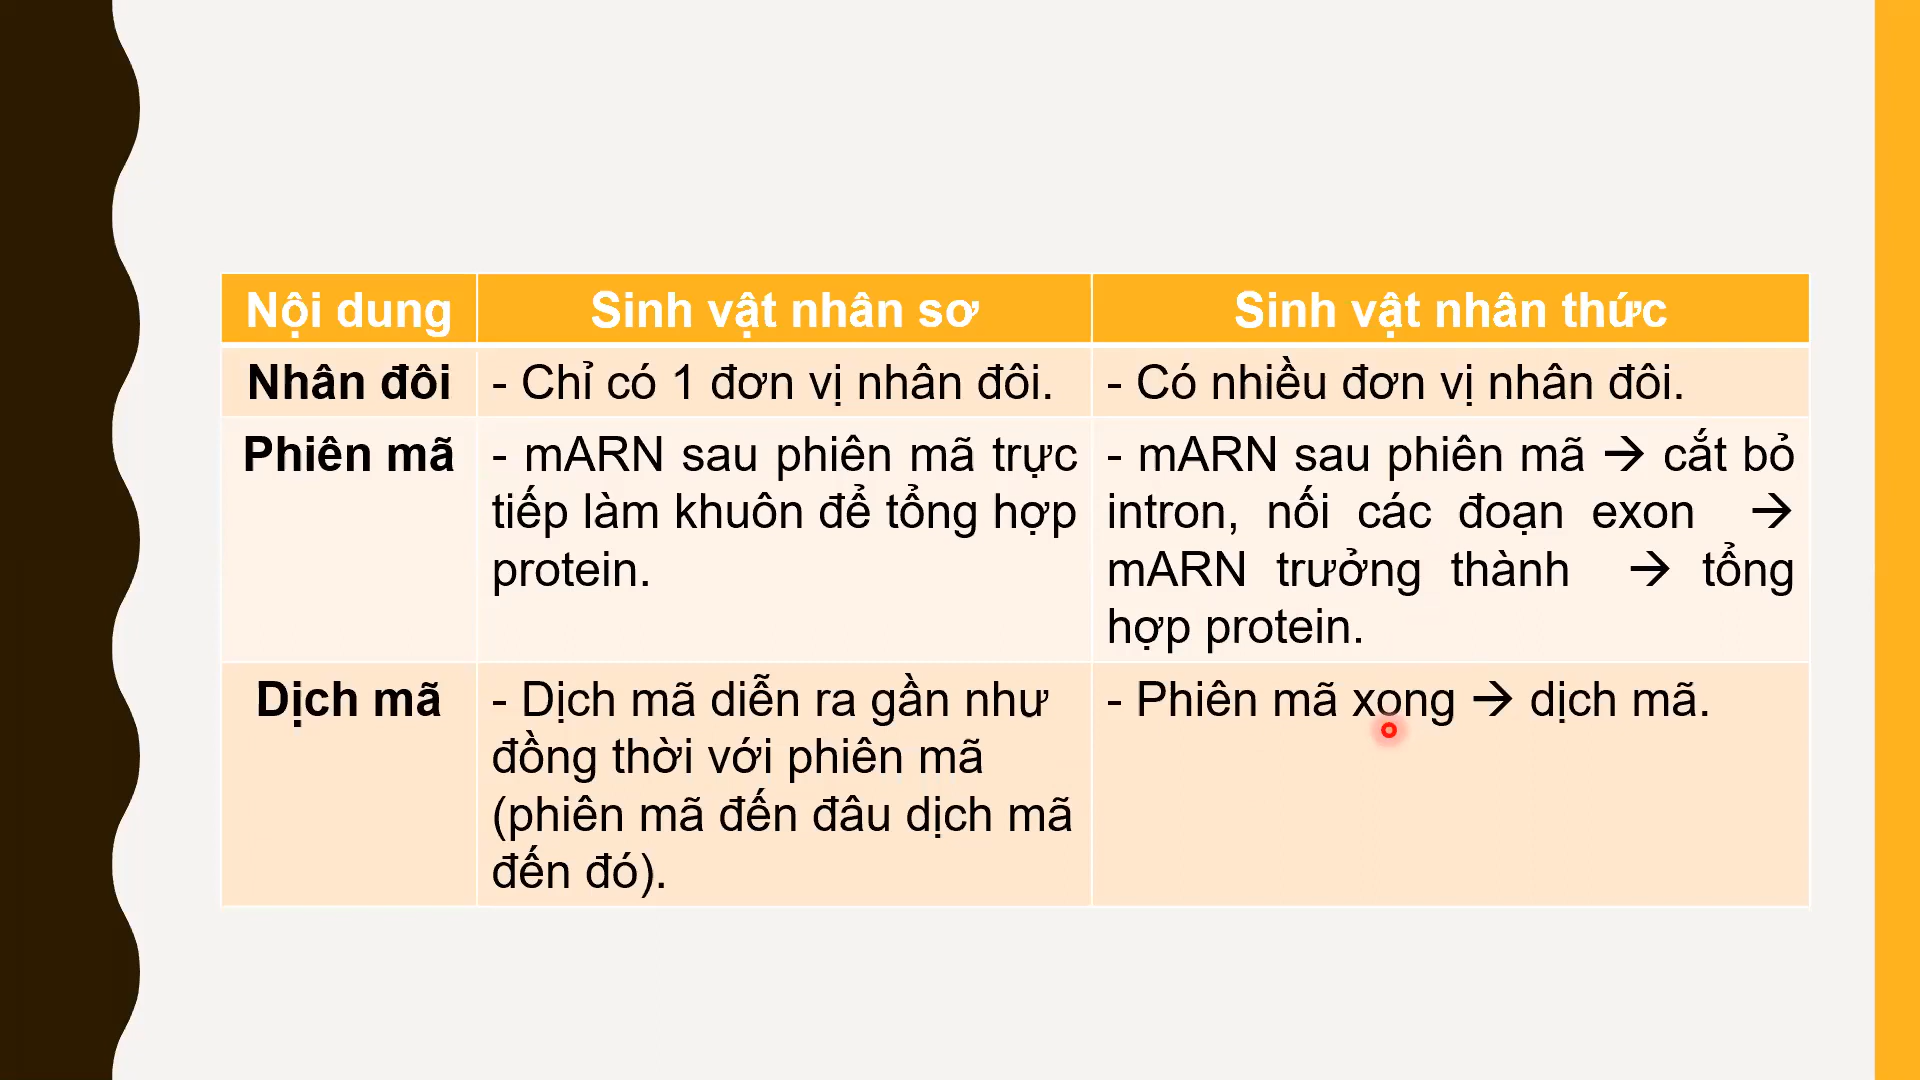 Nội dung
Sinh vật nhân sơ
Sinh vật nhân thức
Nhân đôi
- Chỉ có 1 đơn vị nhân đôi.
- Có nhiều đơn vị nhân đôi.
Phiên mã
- mARN sau phiên mã trực
tiếp làm khuôn để tổng hợp
protein.
- mARN sau phiên mã → cắt bỏ
intron, nối các đoạn exon →
mARN trưởng thành → tổng
hợp protein.
Dịch mã
- Dịch mã diễn ra gần như
đồng thời với phiên mã
(phiên mã đến đâu dịch mã
đến đó).
- Phiên mã xong → dịch mã.